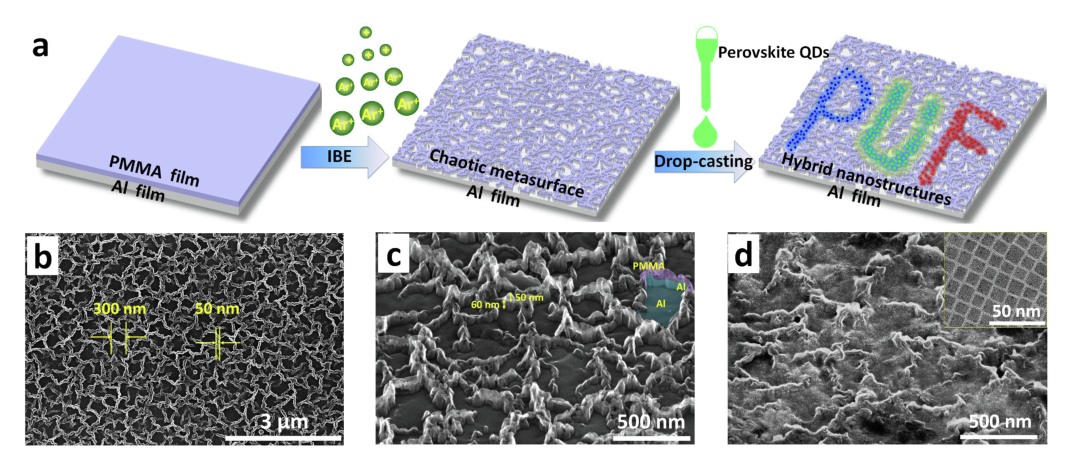 a
PMMA film
Al film
+
+
+
+
+
Ar+ Ar+ Ar+
Ar+ Ar+ Ar+
IBE
Chaotic metasurface
Al film
Perovskite QDs
Drop-casting
PUF
Hybrid nanostructures
Al film
b
300 nm
50 nm
3 μm
c
PMMA
Al
Al
50 nm
60 nm
500 nm
d
50 nm
500 nm